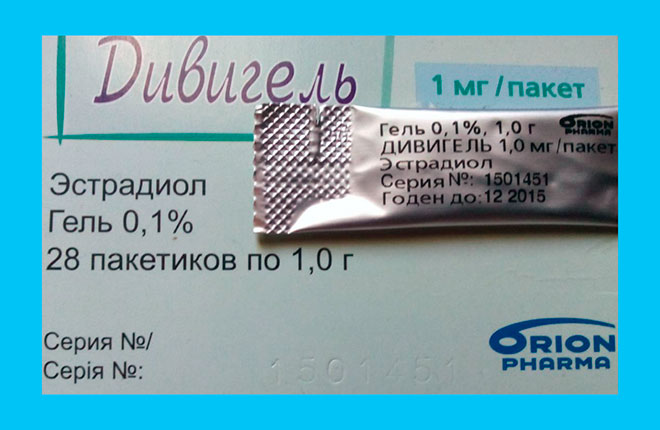 Дивигель
1 мг/пакет
Гель 0,1%, 1,0 г
ORION
PHARMA
ДИВИГЕЛЬ 1,0 мг/пакет
Эстрадиол
Серия №: 1501451
Годен до: 12 2015
Эстрадиол
Гель 0,1%
28 пакетиков по 1,0 г
Серия №/
Серія №:
1501451
ORION
PHARMA